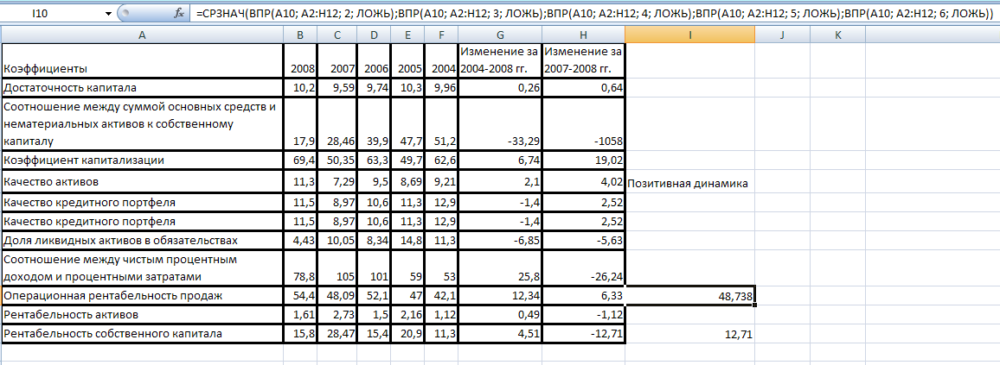 I10 fx =СРЗНАЧ(ВПР(A10; A2:H12; 2; ЛОЖЬ);ВПР(A10; A2:H12; 3; ЛОЖЬ);ВПР(A10; A2:H12; 4; ЛОЖЬ);ВПР(A10; A2:H12; 5; ЛОЖЬ);ВПР(A10; A2:H12; 6; ЛОЖЬ))
A B C D E F G H I J K
Изменение за Изменение за
Коэффициенты 2008 2007 2006 2005 2004 2004-2008 гг. 2007-2008 гг.
Достаточность капитала 10,2 9,59 9,74 10,3 9,96 0,26 0,64
Соотношение между суммой основных средств и
нематериальных активов к собственному
капиталу 17,9 28,46 39,9 47,7 51,2 -33,29 -1058
Коэффициент капитализации 69,4 50,35 63,3 49,7 62,6 6,74 19,02
Качество активов 11,3 7,29 9,5 8,69 9,21 2,1 4,02 Позитивная динамика
Качество кредитного портфеля 11,5 8,97 10,6 11,3 12,9 -1,4 2,52
Качество кредитного портфеля 11,5 8,97 10,6 11,3 12,9 -1,4 2,52
Доля ликвидных активов в обязательствах 4,43 10,05 8,34 14,8 11,3 -6,85 -5,63
Соотношение между чистым процентным
доходом и процентными затратами 78,8 105 101 59 53 25,8 -26,24
Операционная рентабельность продаж 54,4 48,09 52,1 47 42,1 12,34 6,33 48,738
Рентабельность активов 1,61 2,73 1,5 2,16 1,12 0,49 -1,12
Рентабельность собственного капитала 15,8 28,47 15,4 20,9 11,3 4,51 -12,71 12,71